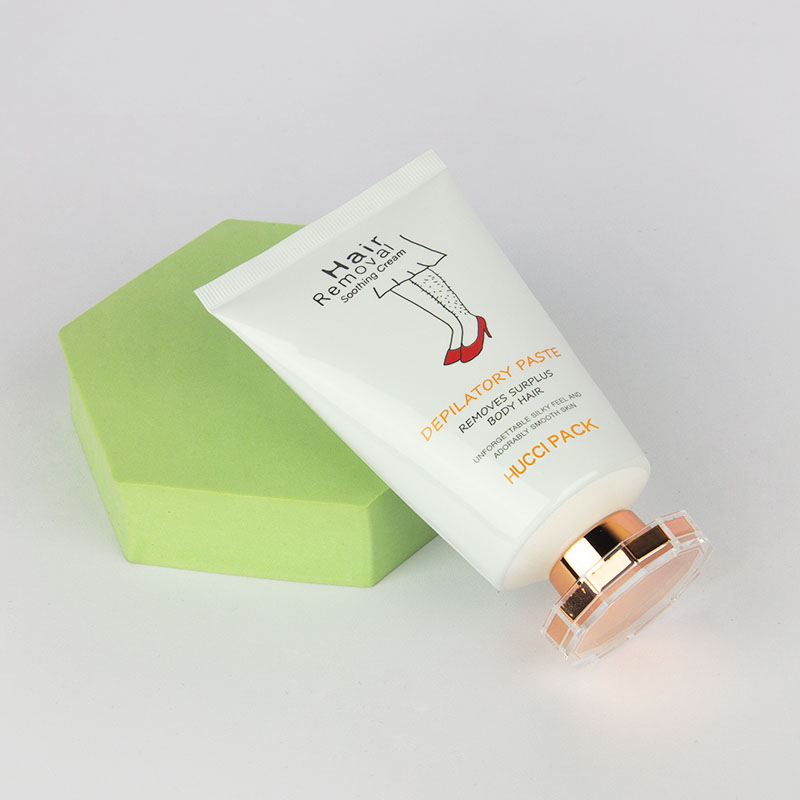 Hair
Removal
Soothing Cream
DEPILATORY PASTE
REMOVES SURPLUS
BODY HAIR
UNFORGETTABLE SILKY FEEL AND
ADORABLY SMOOTH SKIN
HUCCI PACK